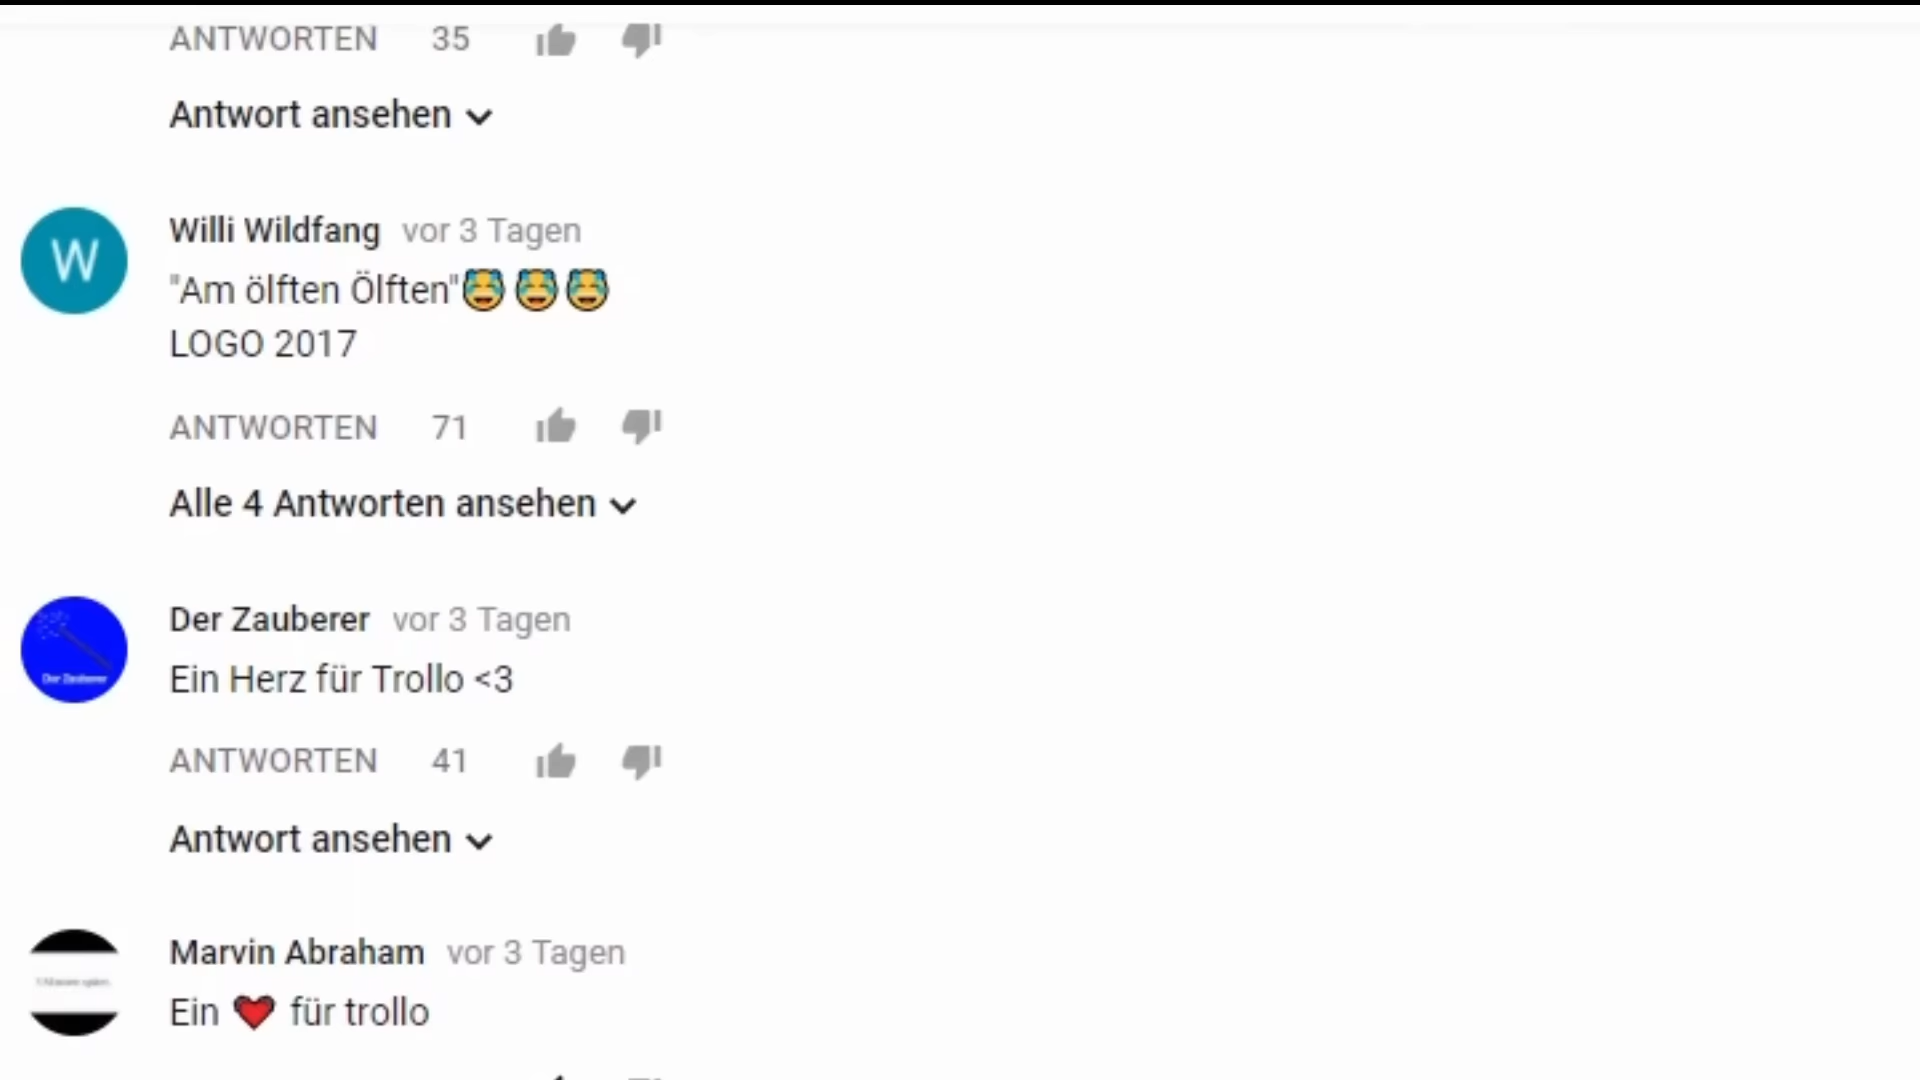 ANTWORTEN 35
Antwort ansehen
W
Willi Wildfang vor 3 Tagen
"Am ölften Ölften"😹😹😹
LOGO 2017
ANTWORTEN 71
Alle 4 Antworten ansehen
Der Zauberer
Der Zauberer vor 3 Tagen
Ein Herz für Trollo <3
ANTWORTEN 41
Antwort ansehen
Marvin Abraham vor 3 Tagen
Ein ❤ für trollo